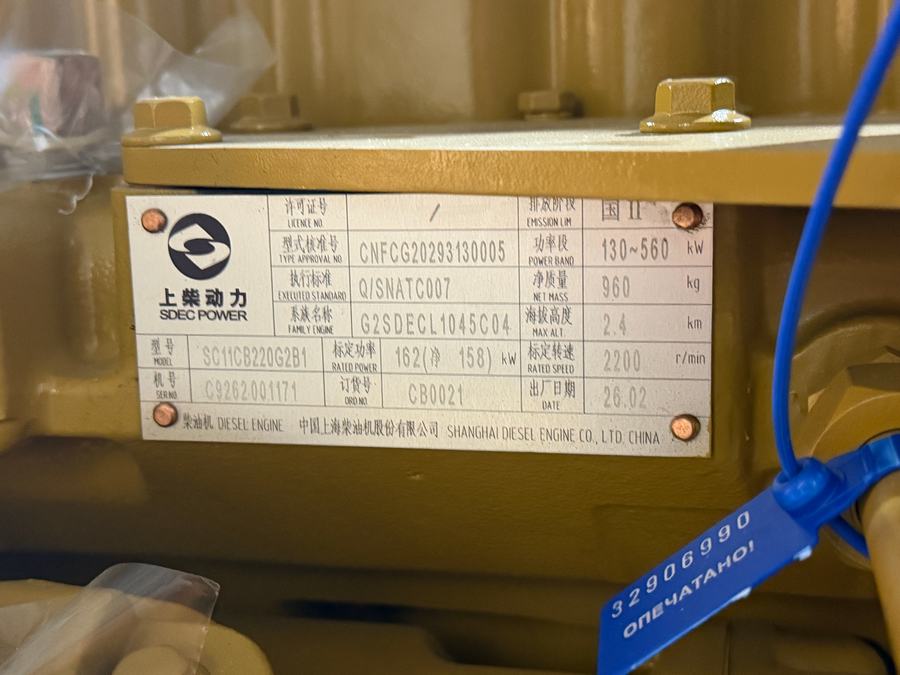 许可证号 / 排放阶段 国II
LICENCE NO. EMISSION LIM
型式核准号 CNFCG20293130005 功率段 130~560 kW
TYPE APPROVAL NO POWER BAND
执行标准 Q/SNATC007 净质量 960 kg
EXECUTED STANDARD NET MASS
系族名称 G2SDECL1045C04 海拔高度 2.4 km
FAMILY ENGINE MAX ALT.
上柴动力
SDEC POWER
型号 SC11CB220G2B1 标定功率 162(净 158) kW 标定转速 2200 r/min
MODEL RATED POWER RATED SPEED
机号 C9262001171 订货号 CB0021 出厂日期 26.02
SER.NO. ORD NO. DATE
柴油机 DIESEL ENGINE 中国上海柴油机股份有限公司 SHANGHAI DIESEL ENGINE CO., LTD. CHINA
32906990
ОПЕЧАТАНО!